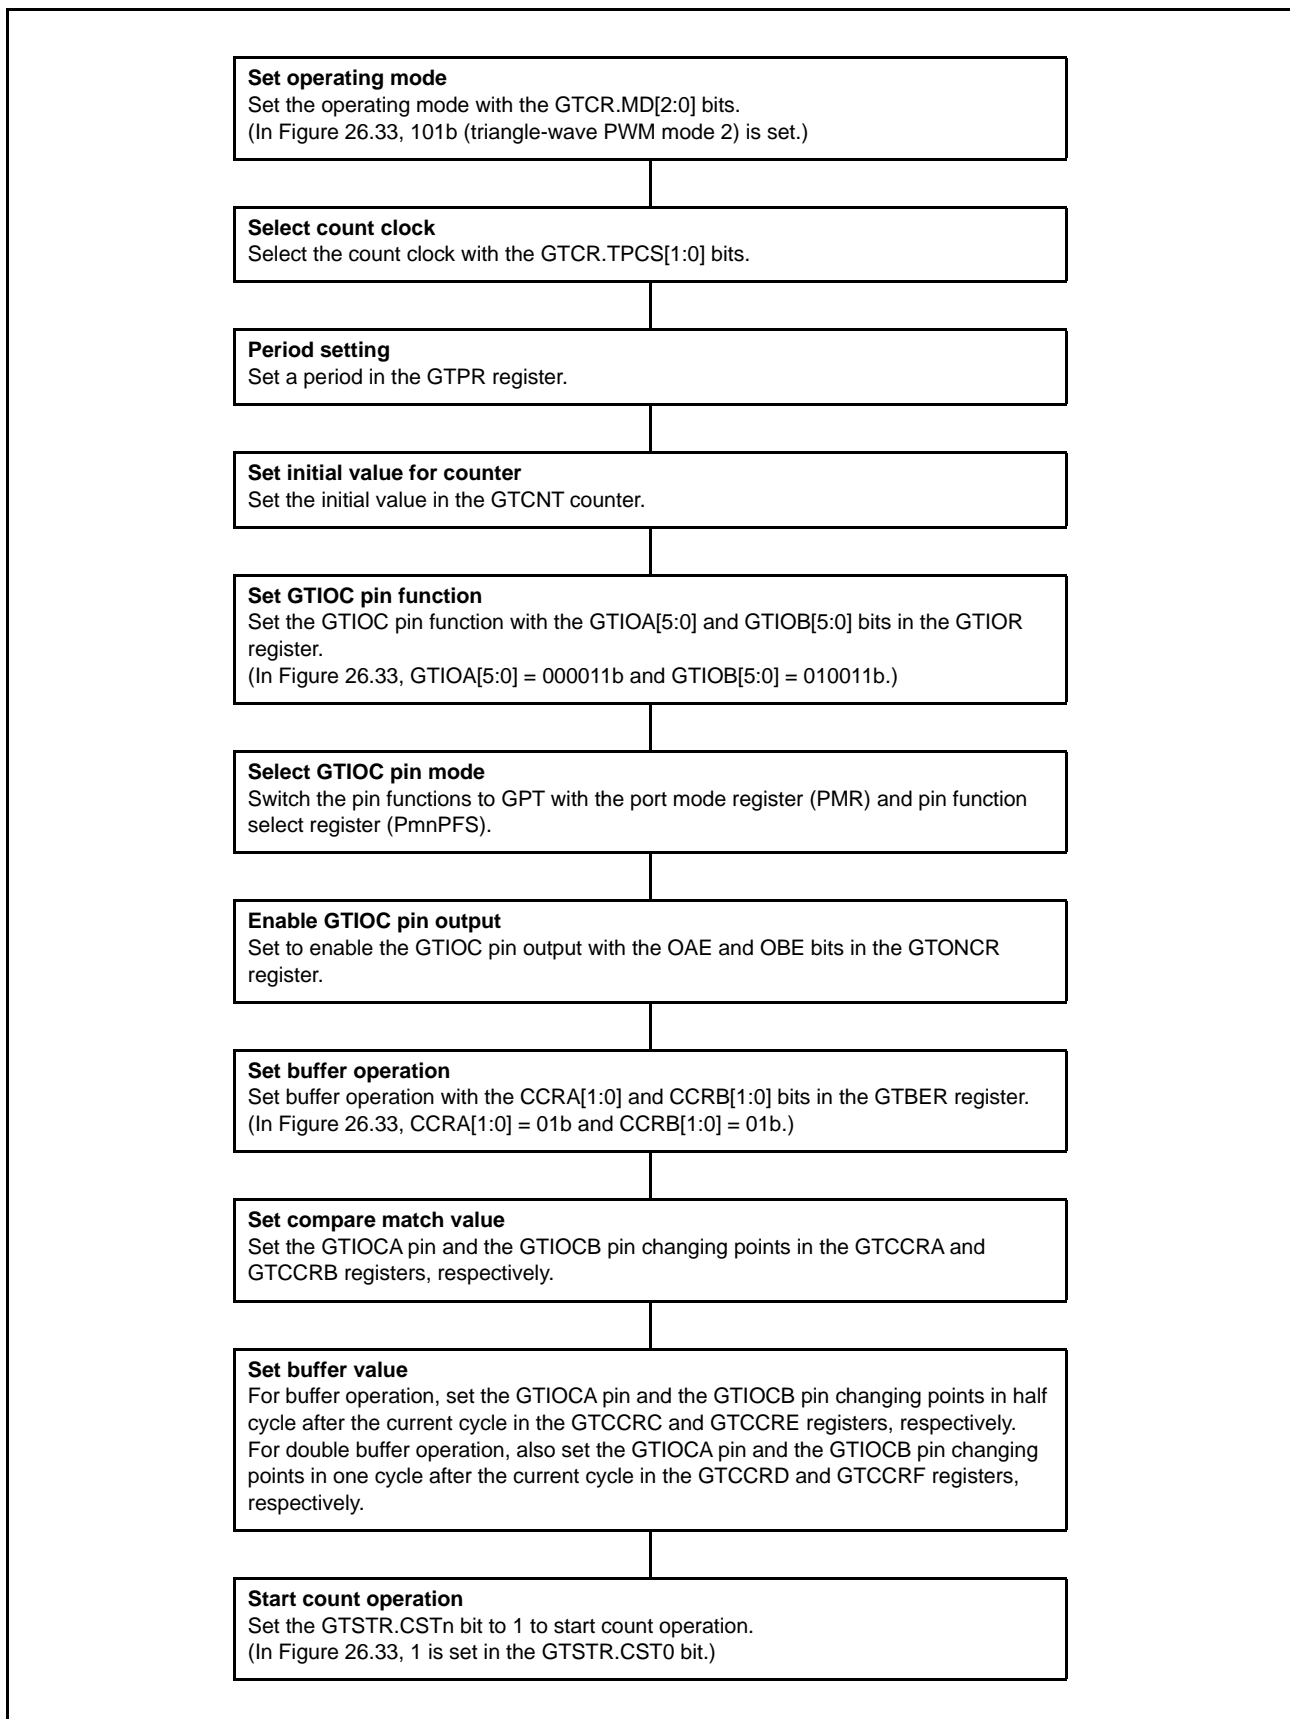 Set operating mode
Set the operating mode with the GTCR.MD[2:0] bits.
(In Figure 26.33, 101b (triangle-wave PWM mode 2) is set.)
Select count clock
Select the count clock with the GTCR.TPCS[1:0] bits.
Period setting
Set a period in the GTPR register.
Set initial value for counter
Set the initial value in the GTCNT counter.
Set GTIOC pin function
Set the GTIOC pin function with the GTIOA[5:0] and GTIOB[5:0] bits in the GTIOR
register.
(In Figure 26.33, GTIOA[5:0] = 000011b and GTIOB[5:0] = 010011b.)
Select GTIOC pin mode
Switch the pin functions to GPT with the port mode register (PMR) and pin function
select register (PmnPFS).
Enable GTIOC pin output
Set to enable the GTIOC pin output with the OAE and OBE bits in the GTONCR
register.
Set buffer operation
Set buffer operation with the CCRA[1:0] and CCRB[1:0] bits in the GTBER register.
(In Figure 26.33, CCRA[1:0] = 01b and CCRB[1:0] = 01b.)
Set compare match value
Set the GTIOCA pin and the GTIOCB pin changing points in the GTCCRA and
GTCCRB registers, respectively.
Set buffer value
For buffer operation, set the GTIOCA pin and the GTIOCB pin changing points in half
cycle after the current cycle in the GTCCRC and GTCCRE registers, respectively.
For double buffer operation, also set the GTIOCA pin and the GTIOCB pin changing
points in one cycle after the current cycle in the GTCCRD and GTCCRF registers,
respectively.
Start count operation
Set the GTSTR.CSTn bit to 1 to start count operation.
(In Figure 26.33, 1 is set in the GTSTR.CST0 bit.)